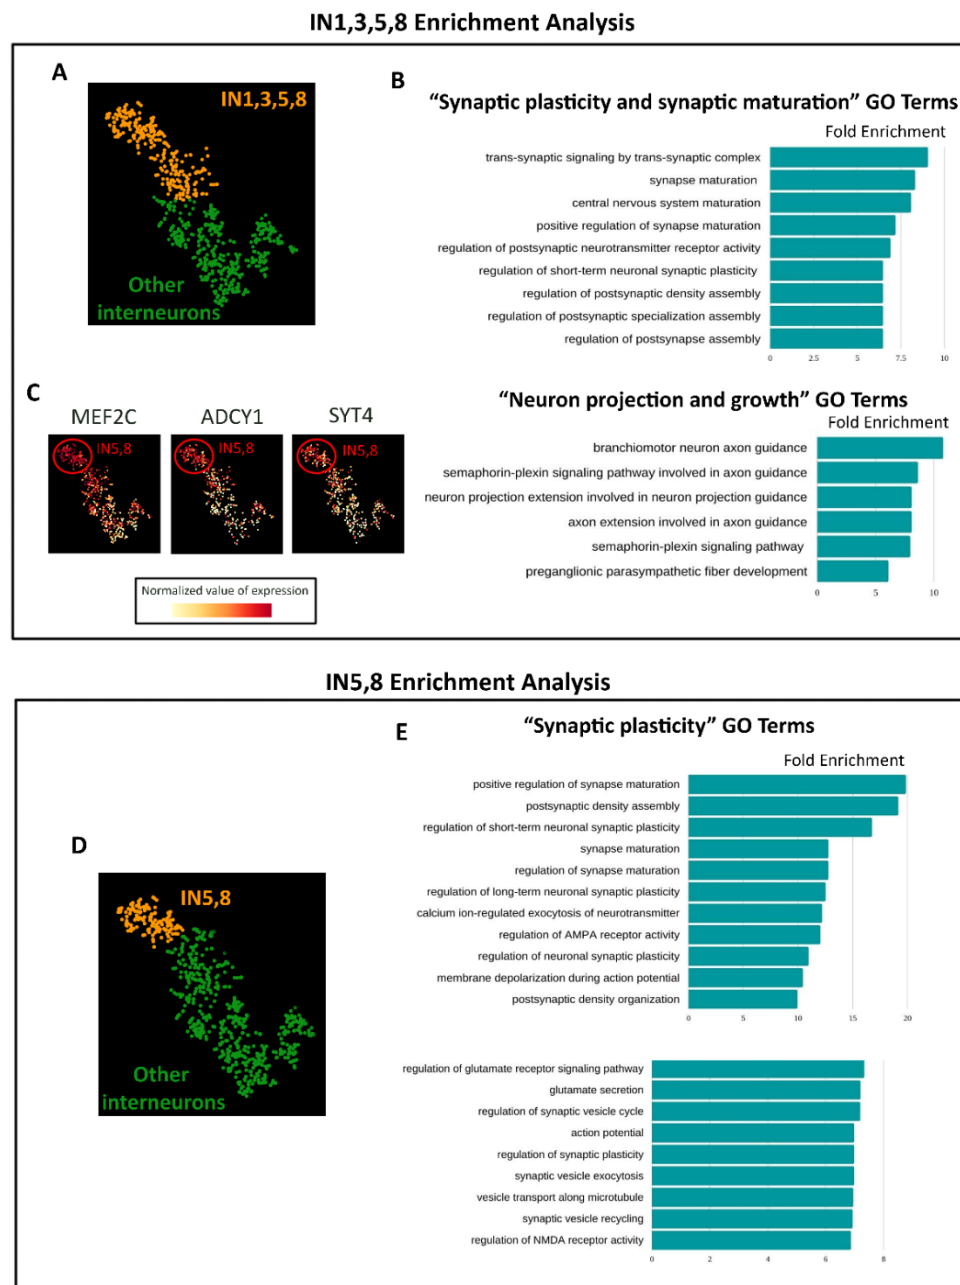 IN1,3,5,8 Enrichment Analysis
A
IN1,3,5,8
Other
interneurons
B
“Synaptic plasticity and synaptic maturation” GO Terms
Fold Enrichment
trans-synaptic signaling by trans-synaptic complex
synapse maturation
central nervous system maturation
positive regulation of synapse maturation
regulation of postsynaptic neurotransmitter receptor activity
regulation of short-term neuronal synaptic plasticity
regulation of postsynaptic density assembly
regulation of postsynaptic specialization assembly
regulation of postsynapse assembly
0 2.5 5 7.5 10
C
MEF2C ADCY1 SYT4
IN5,8 IN5,8 IN5,8
Normalized value of expression
“Neuron projection and growth” GO Terms
Fold Enrichment
branchiomotor neuron axon guidance
semaphorin-plexin signaling pathway involved in axon guidance
neuron projection extension involved in neuron projection guidance
axon extension involved in axon guidance
semaphorin-plexin signaling pathway
preganglionic parasympathetic fiber development
0 5 10
IN5,8 Enrichment Analysis
D
IN5,8
Other
interneurons
E
“Synaptic plasticity” GO Terms
Fold Enrichment
positive regulation of synapse maturation
postsynaptic density assembly
regulation of short-term neuronal synaptic plasticity
synapse maturation
regulation of synapse maturation
regulation of long-term neuronal synaptic plasticity
calcium ion-regulated exocytosis of neurotransmitter
regulation of AMPA receptor activity
regulation of neuronal synaptic plasticity
membrane depolarization during action potential
postsynaptic density organization
0 5 10 15 20
regulation of glutamate receptor signaling pathway
glutamate secretion
regulation of synaptic vesicle cycle
action potential
regulation of synaptic plasticity
synaptic vesicle exocytosis
vesicle transport along microtubule
synaptic vesicle recycling
regulation of NMDA receptor activity
0 2 4 6 8